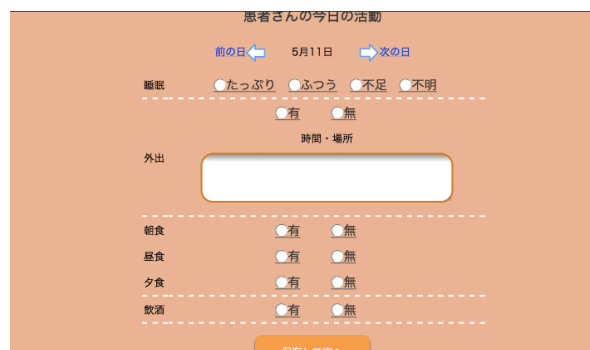 患者さんの今日の活動
前の日 5月11日 次の日
睡眠 たっぷり ふつう 不足 不明
有 無
時間・場所
外出
朝食 有 無
昼食 有 無
夕食 有 無
飲酒 有 無